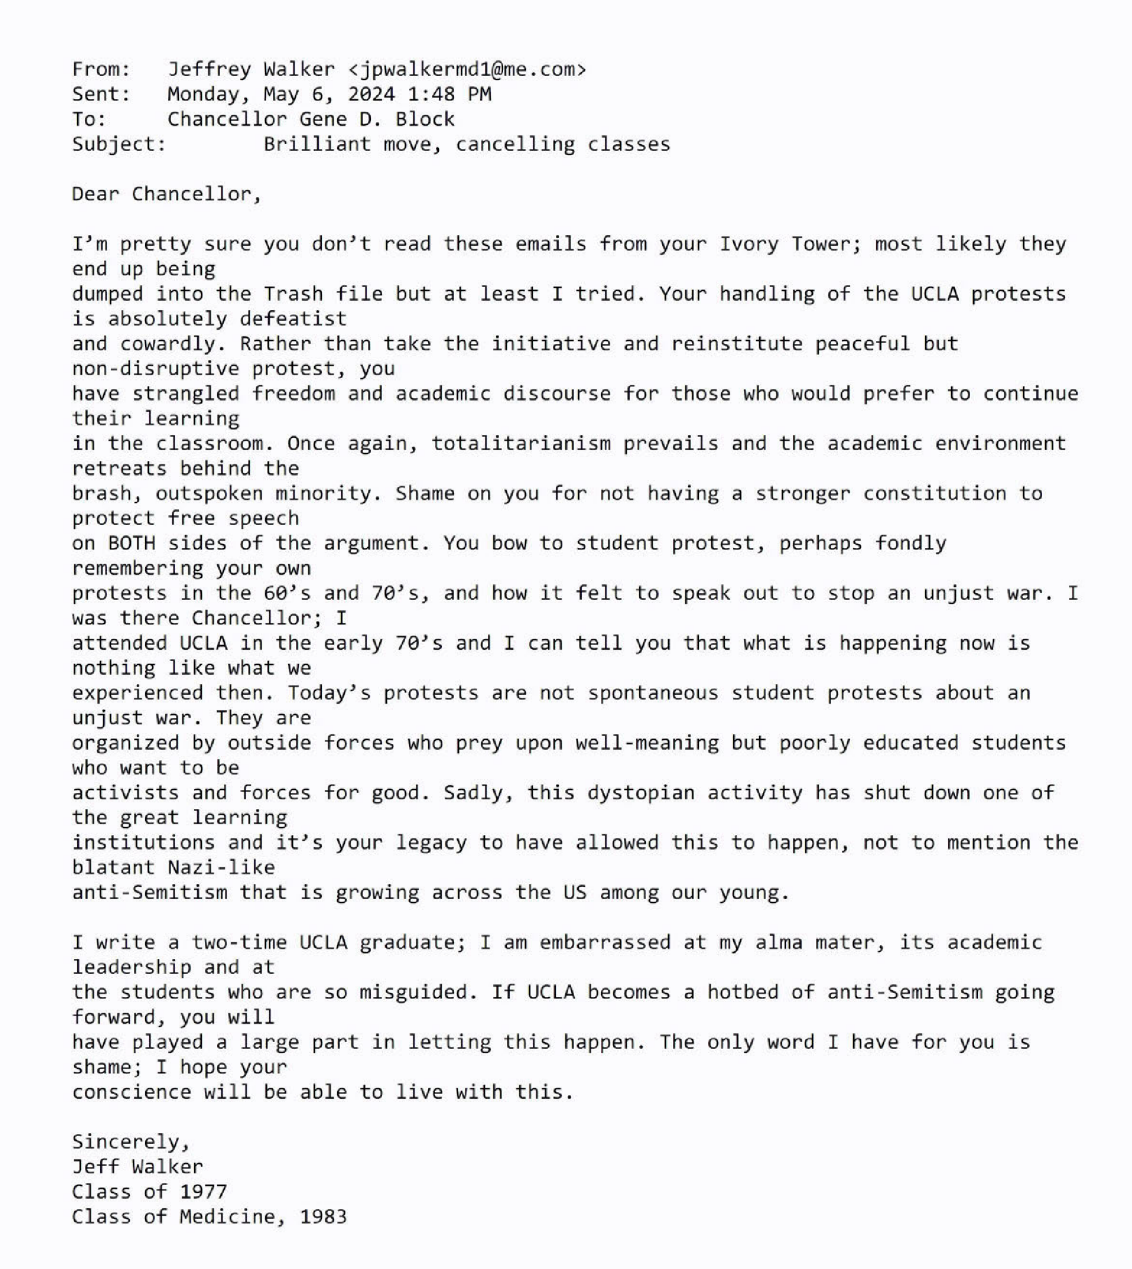 From: Jeffrey Walker <jpwalkermd1@me.com>
Sent: Monday, May 6, 2024 1:48 PM
To: Chancellor Gene D. Block
Subject: Brilliant move, cancelling classes
Dear Chancellor,
I’m pretty sure you don’t read these emails from your Ivory Tower; most likely they
end up being
dumped into the Trash file but at least I tried. Your handling of the UCLA protests
is absolutely defeatist
and cowardly. Rather than take the initiative and reinstitute peaceful but
non-disruptive protest, you
have strangled freedom and academic discourse for those who would prefer to continue
their learning
in the classroom. Once again, totalitarianism prevails and the academic environment
retreats behind the
brash, outspoken minority. Shame on you for not having a stronger constitution to
protect free speech
on BOTH sides of the argument. You bow to student protest, perhaps fondly
remembering your own
protests in the 60’s and 70’s, and how it felt to speak out to stop an unjust war. I
was there Chancellor; I
attended UCLA in the early 70’s and I can tell you that what is happening now is
nothing like what we
experienced then. Today’s protests are not spontaneous student protests about an
unjust war. They are
organized by outside forces who prey upon well-meaning but poorly educated students
who want to be
activists and forces for good. Sadly, this dystopian activity has shut down one of
the great learning
institutions and it’s your legacy to have allowed this to happen, not to mention the
blatant Nazi-like
anti-Semitism that is growing across the US among our young.
I write a two-time UCLA graduate; I am embarrassed at my alma mater, its academic
leadership and at
the students who are so misguided. If UCLA becomes a hotbed of anti-Semitism going
forward, you will
have played a large part in letting this happen. The only word I have for you is
shame; I hope your
conscience will be able to live with this.
Sincerely,
Jeff Walker
Class of 1977
Class of Medicine, 1983